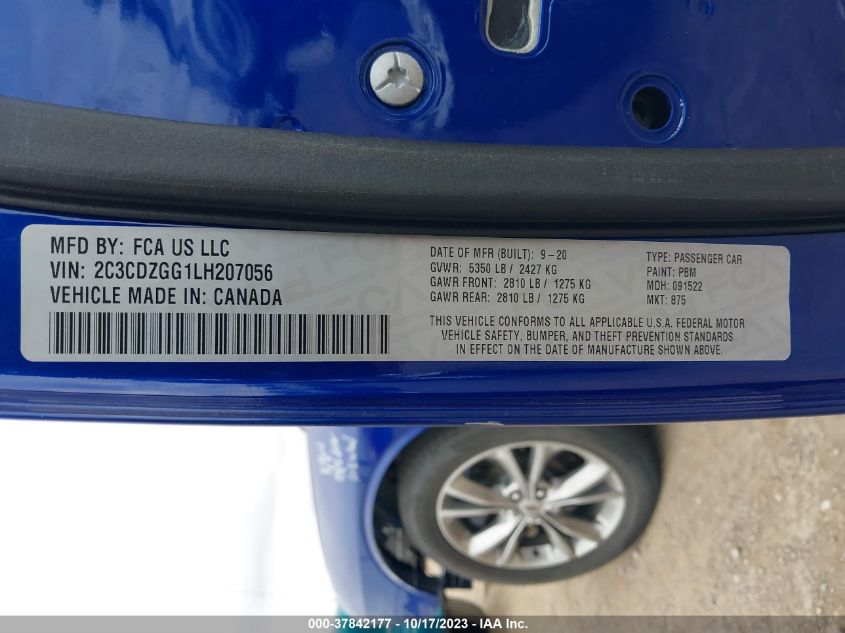 MFD BY: FCA US LLC
VIN: 2C3CDZGG1LH207056
VEHICLE MADE IN: CANADA
DATE OF MFR (BUILT): 9-20
GVWR: 5350 LB / 2427 KG
GAWR FRONT: 2810 LB / 1275 KG
GAWR REAR: 2810 LB / 1275 KG
TYPE: PASSENGER CAR
PAINT: PBM
MDH: 091522
MKT: 875
THIS VEHICLE CONFORMS TO ALL APPLICABLE U.S.A. FEDERAL MOTOR
VEHICLE SAFETY, BUMPER, AND THEFT PREVENTION STANDARDS
IN EFFECT ON THE DATE OF MANUFACTURE SHOWN ABOVE.
000-37842177 - 10/17/2023 - IAA Inc.